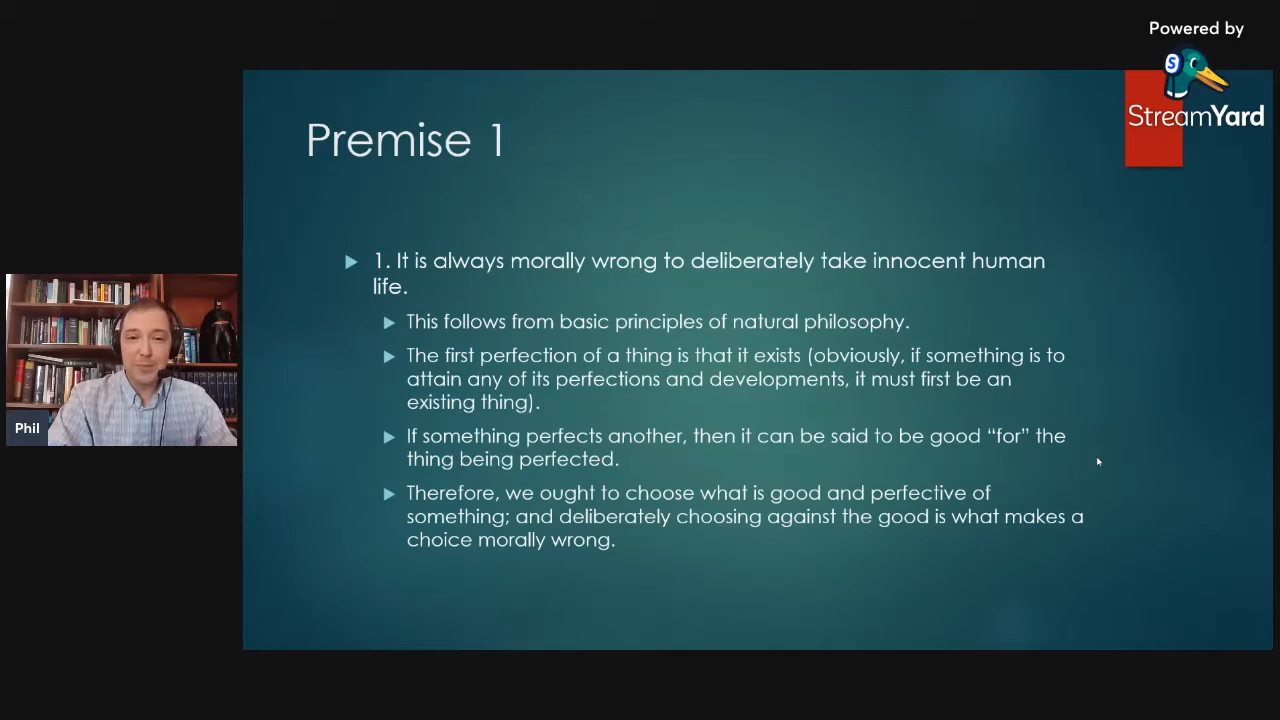 Powered by
S
StreamYard
Premise 1
1. It is always morally wrong to deliberately take innocent human
life.
This follows from basic principles of natural philosophy.
The first perfection of a thing is that it exists (obviously, if something is to
attain any of its perfections and developments, it must first be an
existing thing).
If something perfects another, then it can be said to be good “for” the
thing being perfected.
Therefore, we ought to choose what is good and perfective of
something; and deliberately choosing against the good is what makes a
choice morally wrong.
Phil